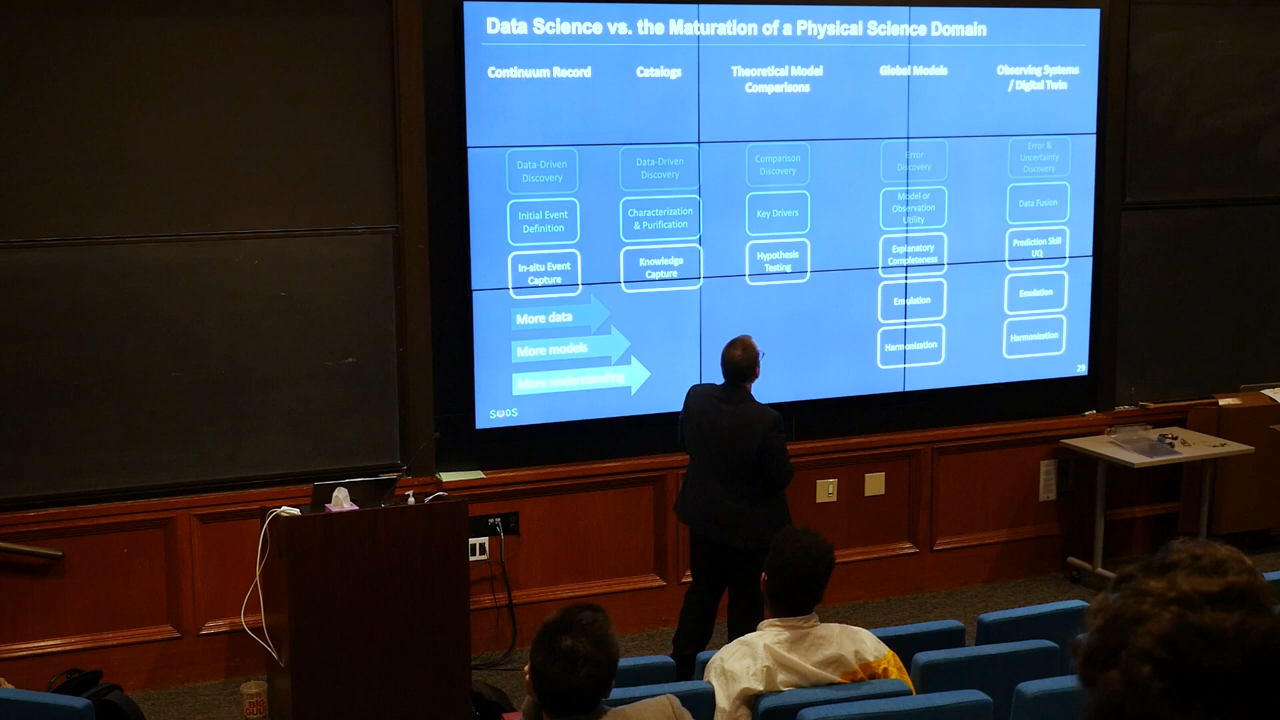 Data Science vs. the Maturation of a Physical Science Domain
Continuum Record
Catalogs
Theoretical Model
Comparisons
Global Models
Observing Systems
/ Digital Twin
Data-Driven
Discovery
Initial Event
Definition
In-situ Event
Capture
Data-Driven
Discovery
Characterization
& Purification
Knowledge
Capture
Comparison
Discovery
Key Drivers
Hypothesis
Testing
Error
Discovery
Model or
Observation
Utility
Explanatory
Completeness
Emulation
Harmonization
Error &
Uncertainty
Discovery
Data Fusion
Prediction Skill
UQ
Emulation
Harmonization
More data
More models
More understanding
29